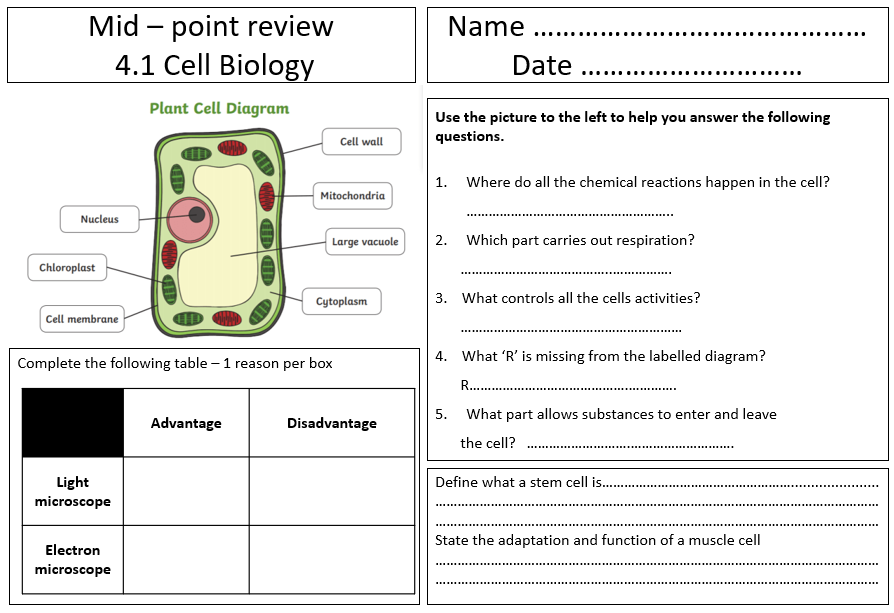 Mid – point review
4.1 Cell Biology
Name ……………………………………
Date …………………………
Plant Cell Diagram
Cell wall
Mitochondria
Nucleus
Large vacuole
Chloroplast
Cytoplasm
Cell membrane
Use the picture to the left to help you answer the following
questions.
1. Where do all the chemical reactions happen in the cell?
……………………………………………..
2. Which part carries out respiration?
…………………………………………….
3. What controls all the cells activities?
………………………………………………
4. What ‘R’ is missing from the labelled diagram?
R…………………………………………….
5. What part allows substances to enter and leave
the cell? …………………………………………….
Complete the following table – 1 reason per box
Advantage Disadvantage
Light
microscope
Electron
microscope
Define what a stem cell is……………………………………………………………
………………………………………………………………………………………………
………………………………………………………………………………………………
State the adaptation and function of a muscle cell
………………………………………………………………………………………………
………………………………………………………………………………………………